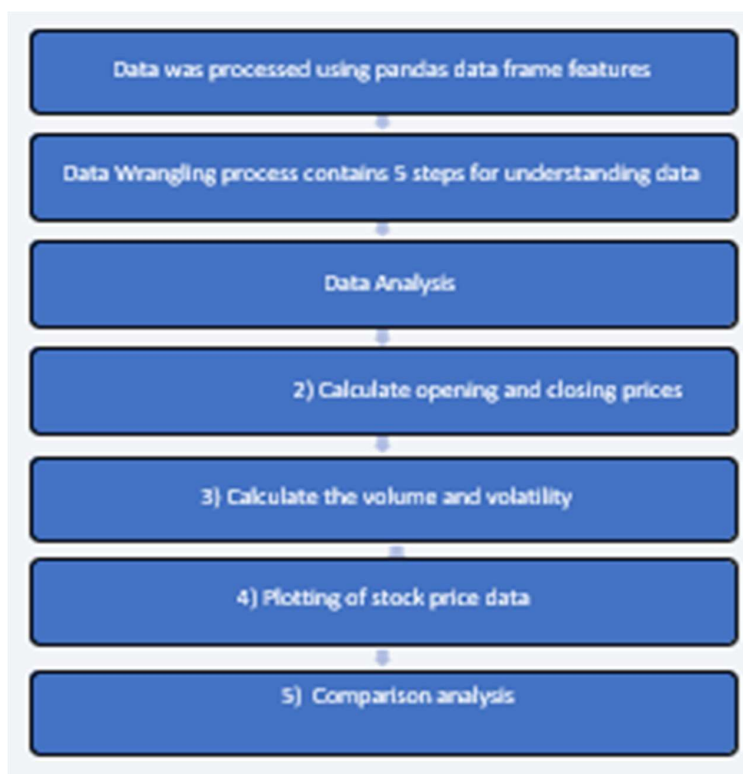 Data was processed using pandas data frame features
Data Wrangling process contains 5 steps for understanding data
Data Analysis
2) Calculate opening and closing prices
3) Calculate the volume and volatility
4) Plotting of stock price data
5) Comparison analysis